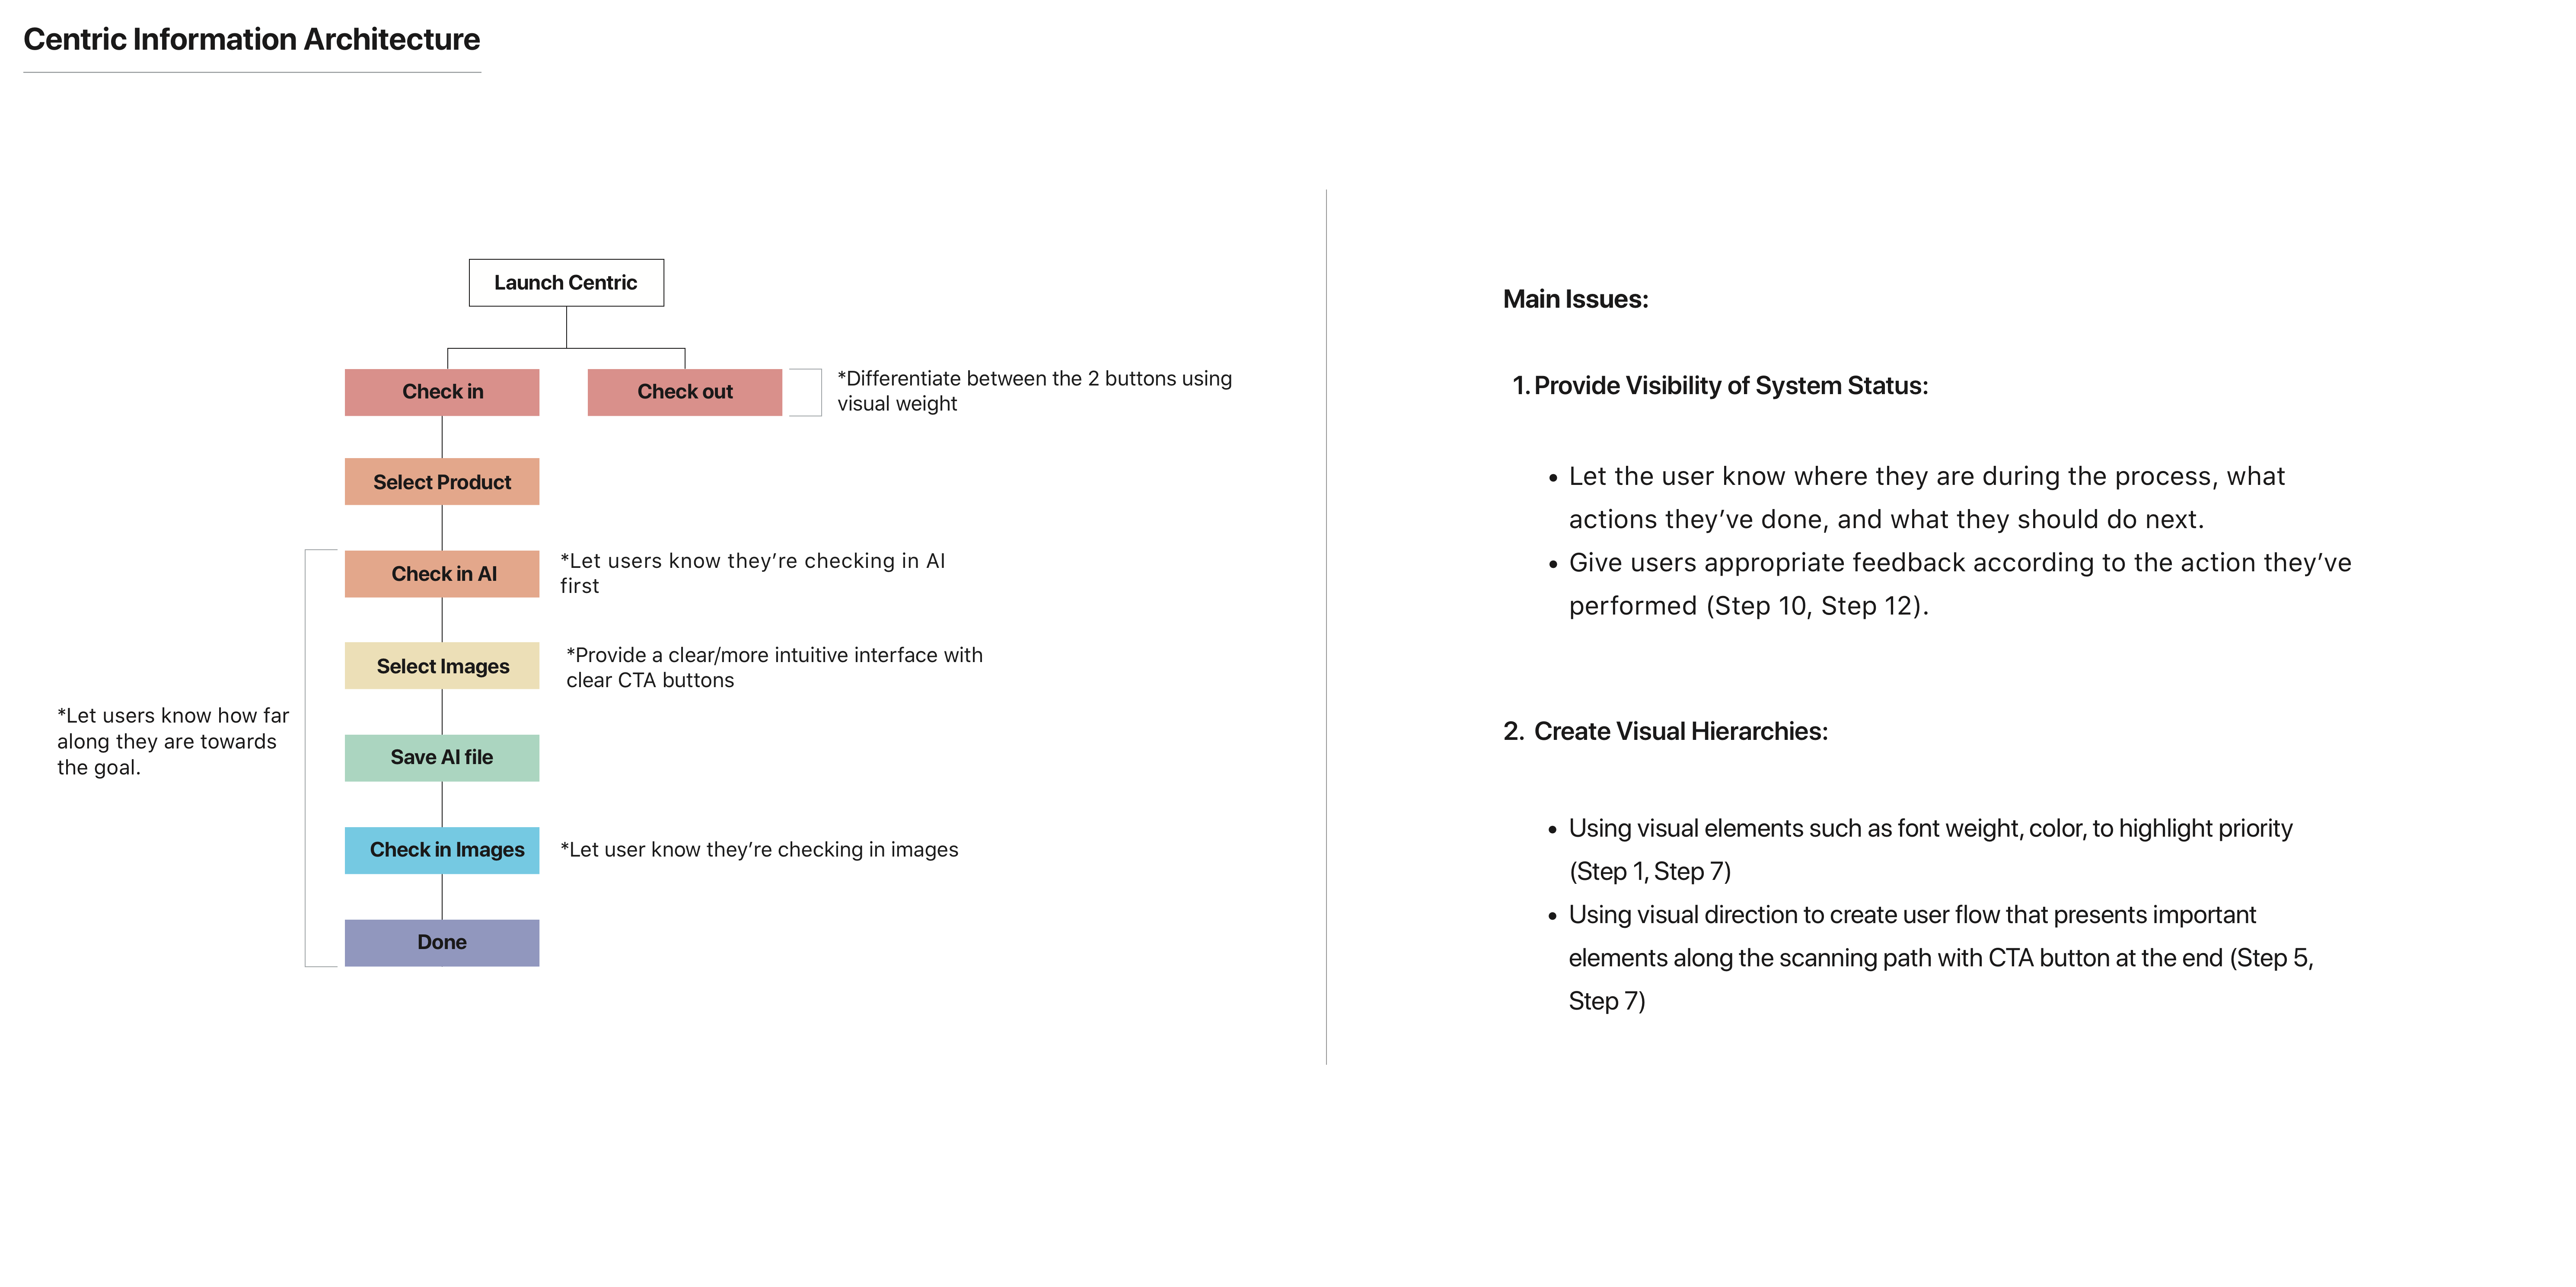 Centric Information Architecture
Launch Centric
Check in
Check out
*Differentiate between the 2 buttons using
visual weight
Select Product
Check in AI
*Let users know they’re checking in AI
first
Select Images
*Provide a clear/more intuitive interface with
clear CTA buttons
*Let users know how far
along they are towards
the goal.
Save AI file
Check in Images
*Let user know they’re checking in images
Done
Main Issues:
1. Provide Visibility of System Status:
• Let the user know where they are during the process, what
actions they’ve done, and what they should do next.
• Give users appropriate feedback according to the action they’ve
performed (Step 10, Step 12).
2. Create Visual Hierarchies:
• Using visual elements such as font weight, color, to highlight priority
(Step 1, Step 7)
• Using visual direction to create user flow that presents important
elements along the scanning path with CTA button at the end (Step 5,
Step 7)